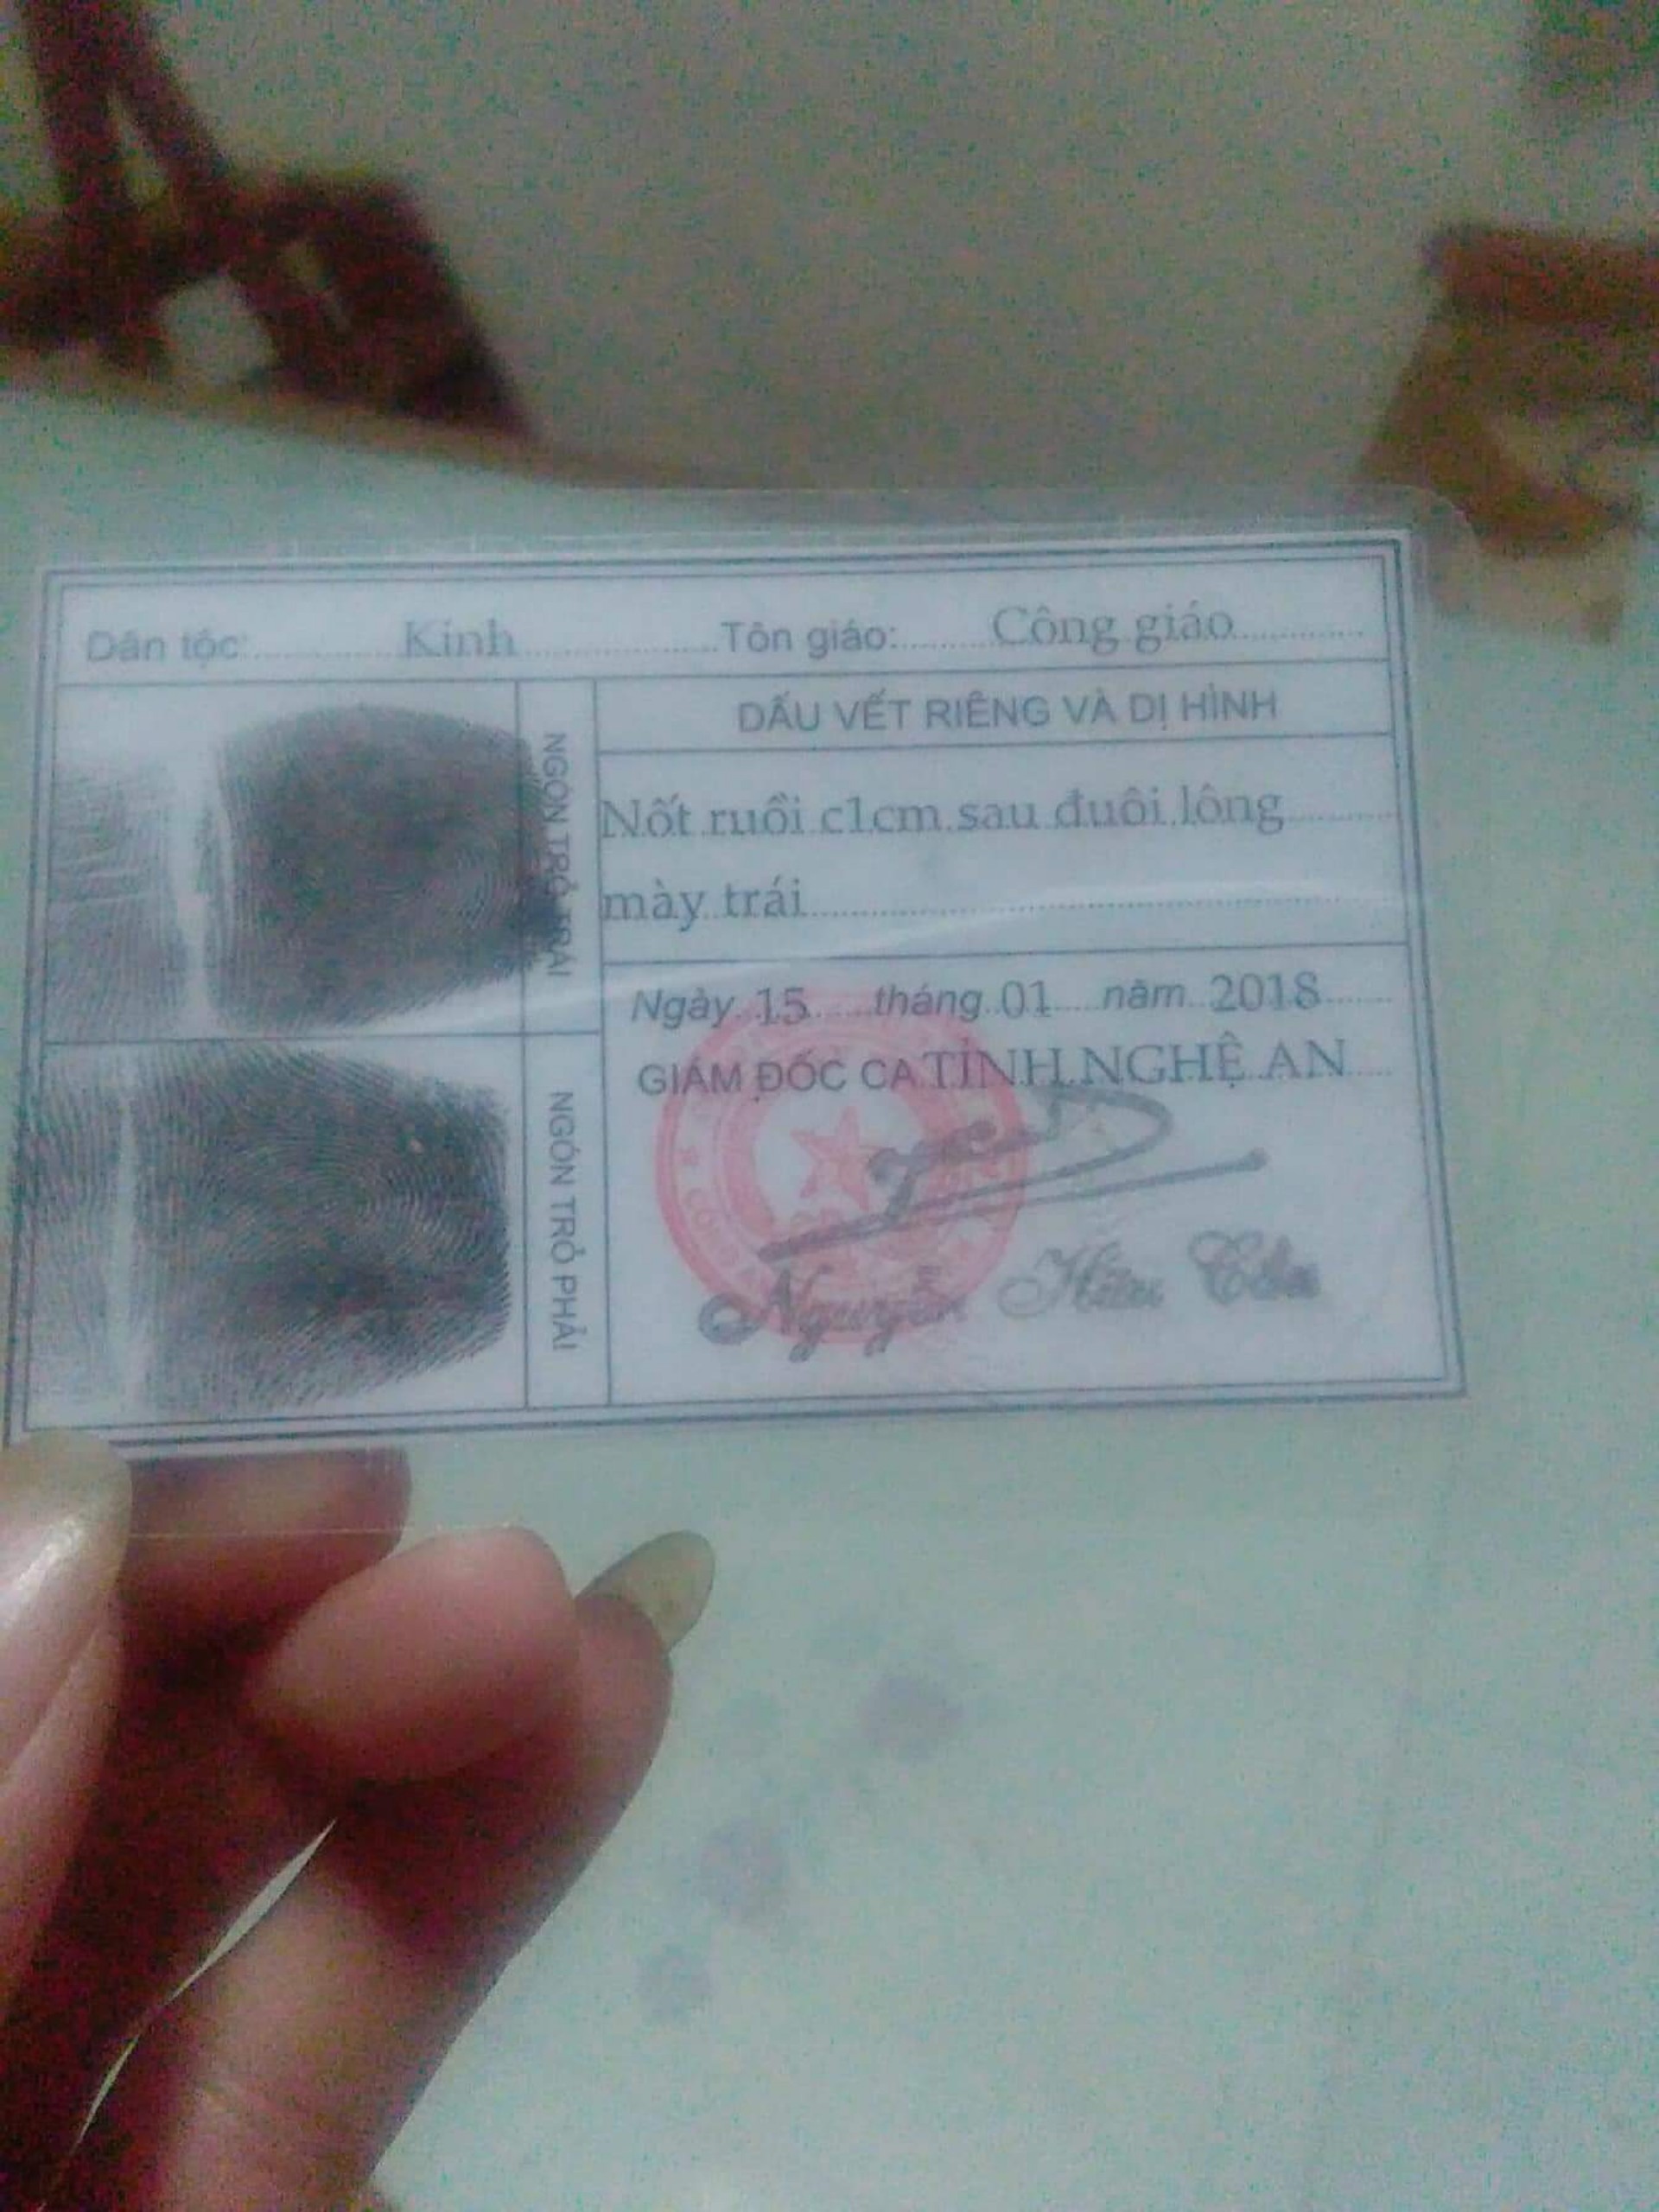 Dân tộc: Kinh Tôn giáo: Công giáo
NGÓN TRỎ TRÁI
DẤU VẾT RIÊNG VÀ DỊ HÌNH
Nốt ruồi c1cm sau đuôi lông
mày trái
Ngày 15 tháng 01 năm 2018
GIÁM ĐỐC CA TỈNH NGHỆ AN
NGÓN TRỎ PHẢI
Nguyễn Hữu Cầu